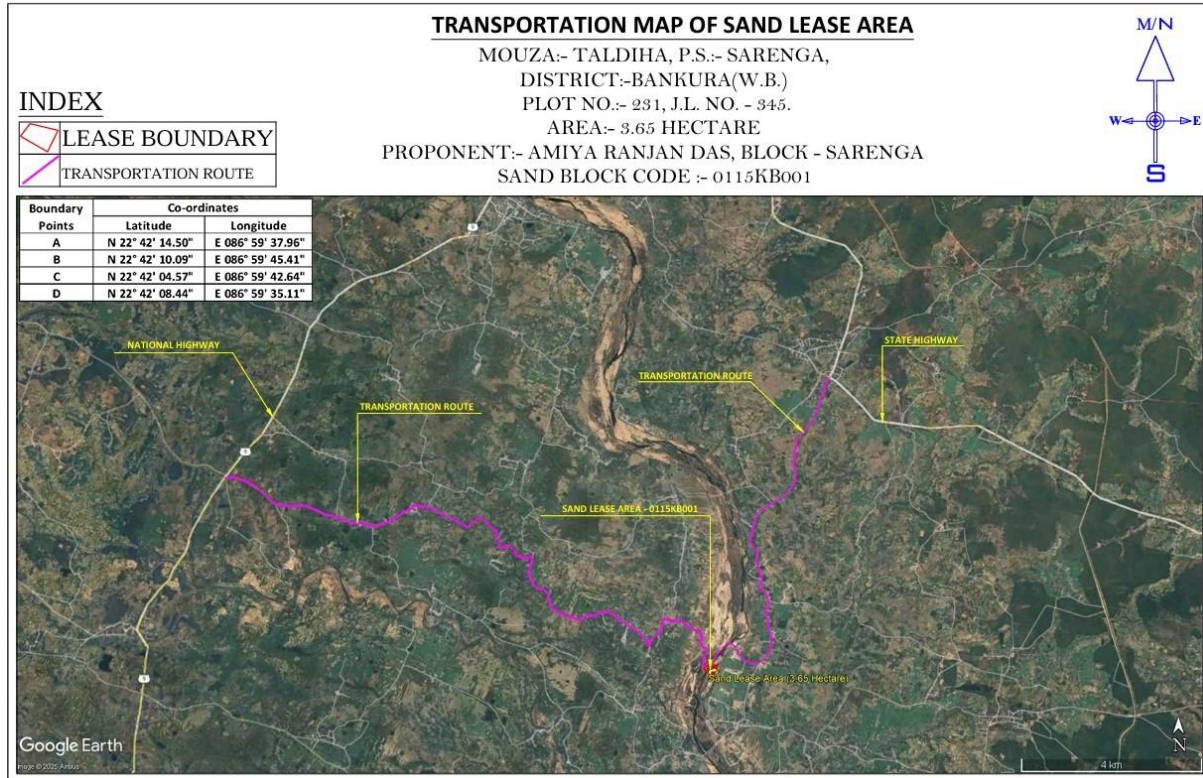 TRANSPORTATION MAP OF SAND LEASE AREA
MOUZA:- TALDIHA, P.S.:- SARENGA,
DISTRICT:-BANKURA(W.B.)
PLOT NO.:- 231, J.L. NO. - 345.
AREA:- 3.65 HECTARE
PROPONENT:- AMIYA RANJAN DAS, BLOCK - SARENGA
SAND BLOCK CODE :- 0115KB001
M/N
W E
S
INDEX
LEASE BOUNDARY
TRANSPORTATION ROUTE
Boundary Points Co-ordinates
Latitude Longitude
A N 22° 42' 14.50" E 086° 59' 37.96"
B N 22° 42' 10.09" E 086° 59' 45.41"
C N 22° 42' 04.57" E 086° 59' 42.64"
D N 22° 42' 08.44" E 086° 59' 35.11"
NATIONAL HIGHWAY
STATE HIGHWAY
TRANSPORTATION ROUTE
TRANSPORTATION ROUTE
SAND LEASE AREA - 0115KB001
Sand Lease Area (3.65 Hectare)
Google Earth
Image © 2025 Airbus
N
4 km